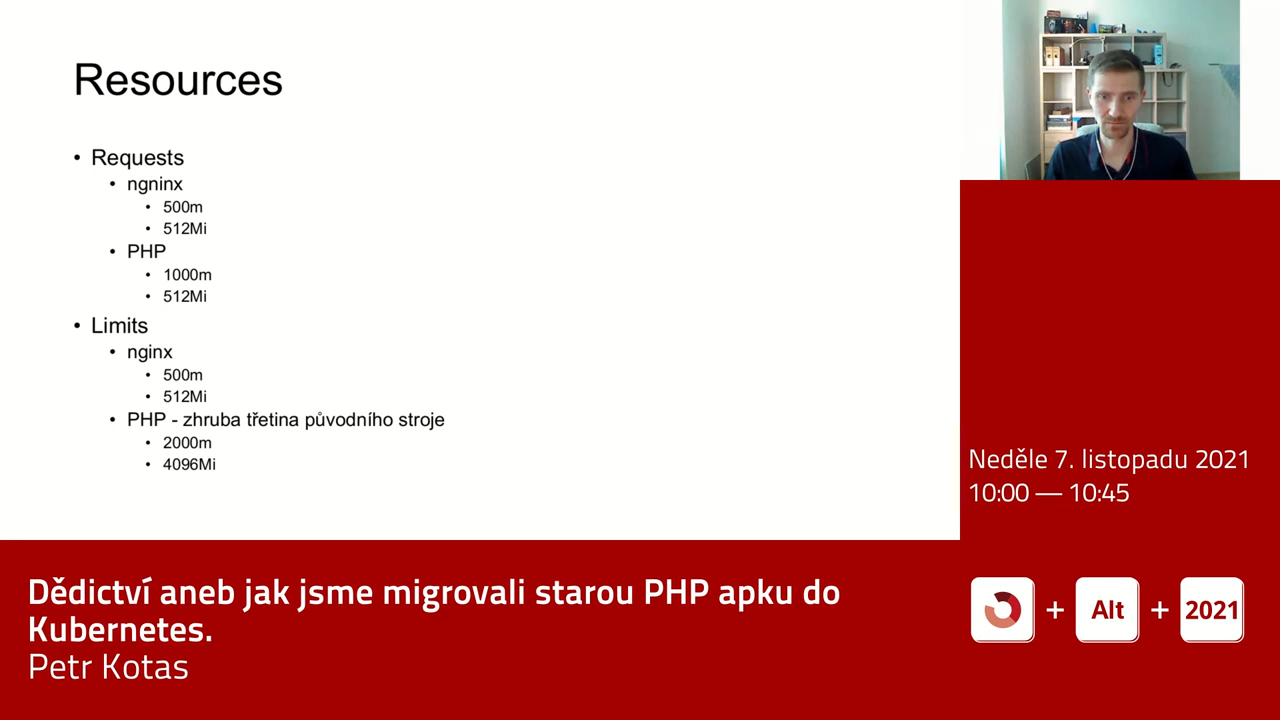 Resources
• Requests
• ngninx
• 500m
• 512Mi
• PHP
• 1000m
• 512Mi
• Limits
• nginx
• 500m
• 512Mi
• PHP - zhruba třetina původního stroje
• 2000m
• 4096Mi
Neděle 7. listopadu 2021
10:00 — 10:45
Dědictví aneb jak jsme migrovali starou PHP apku do
Kubernetes.
Petr Kotas
+ Alt + 2021